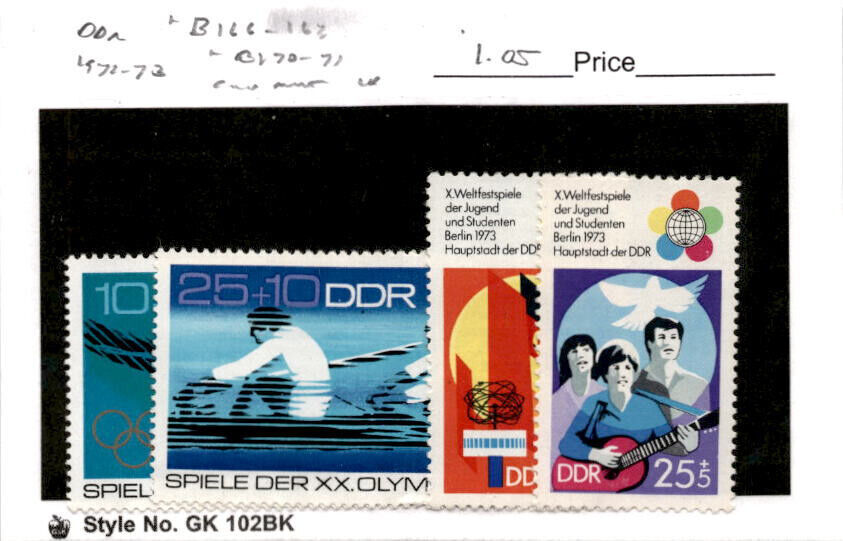 DDR * B166-167
1972-73 * B170-71
1.05 Price
X.Weltfestspiele
der Jugend
und Studenten
Berlin 1973
Hauptstadt der DDR
X.Weltfestspiele
der Jugend
und Studenten
Berlin 1973
Hauptstadt der DDR
10
25+10 DDR
SPIEL
SPIELE DER XX.OLYM
DD
DDR 25+5
Style No. GK 102BK